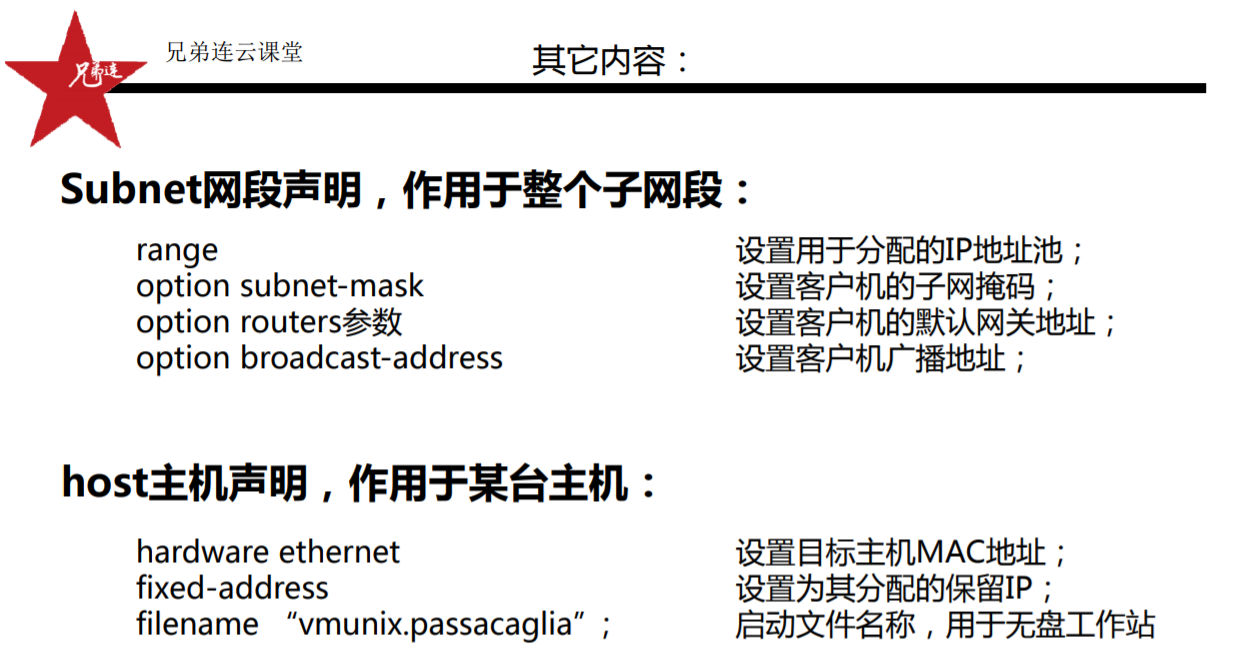 兄弟连
兄弟连云课堂
其它内容：
Subnet网段声明，作用于整个子网段：
range 设置用于分配的IP地址池；
option subnet-mask 设置客户机的子网掩码；
option routers参数 设置客户机的默认网关地址；
option broadcast-address 设置客户机广播地址；
host主机声明，作用于某台主机：
hardware ethernet 设置目标主机MAC地址；
fixed-address 设置为其分配的保留IP；
filename “vmunix.passacaglia”； 启动文件名称，用于无盘工作站